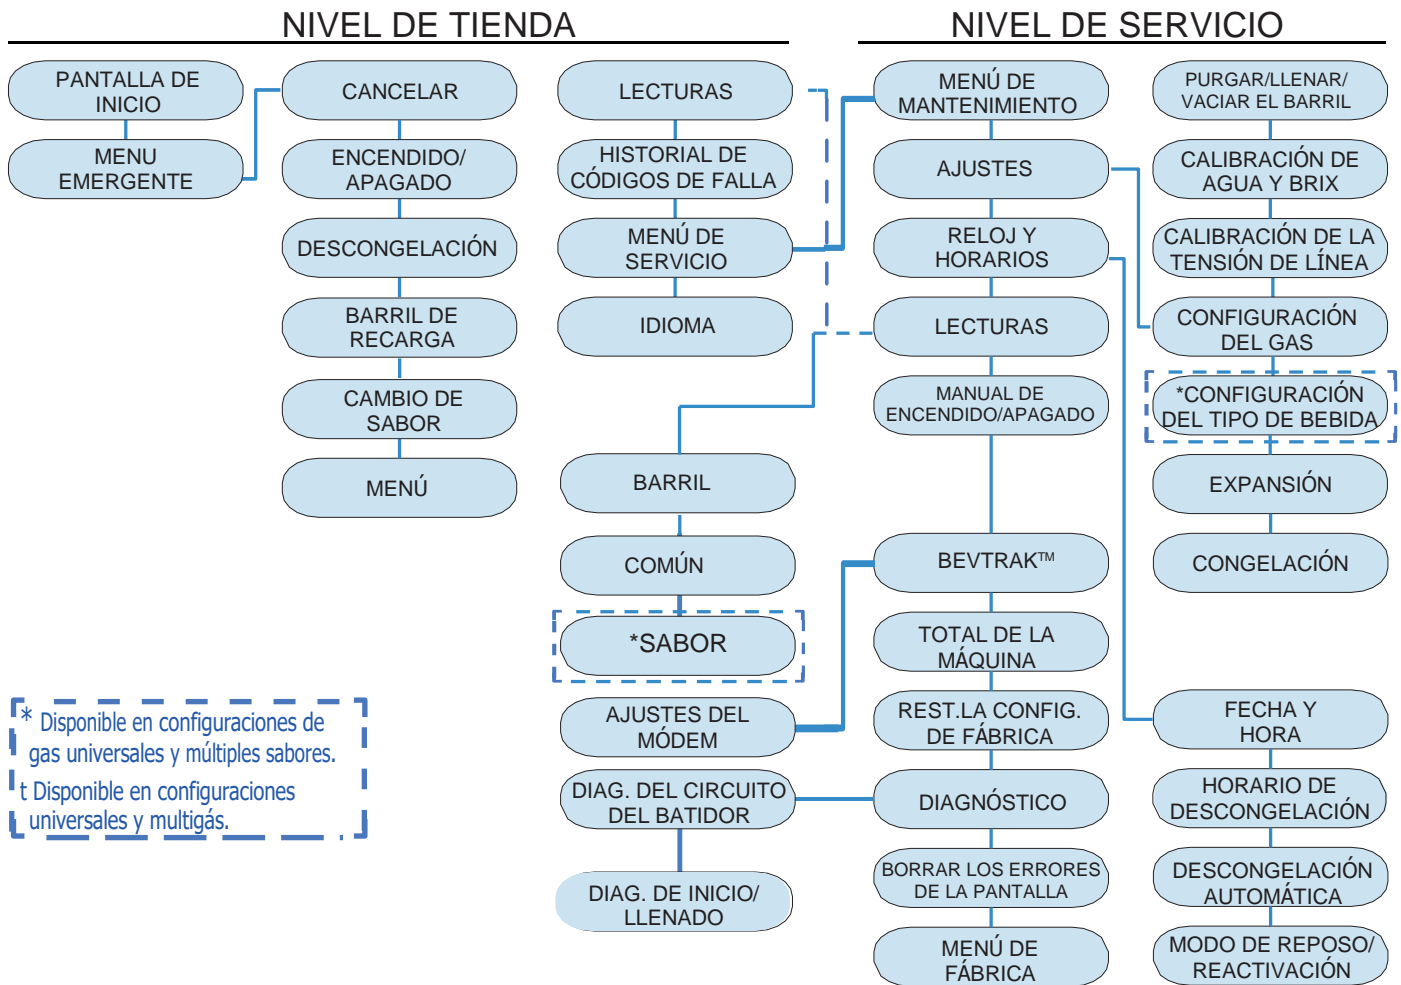 NIVEL DE TIENDA
NIVEL DE SERVICIO
PANTALLA DE
INICIO
MENU
EMERGENTE
CANCELAR
ENCENDIDO/
APAGADO
DESCONGELACIÓN
BARRIL DE
RECARGA
CAMBIO DE
SABOR
MENÚ
LECTURAS
HISTORIAL DE
CÓDIGOS DE FALLA
MENÚ DE
SERVICIO
IDIOMA
BARRIL
COMÚN
*SABOR
AJUSTES DEL
MÓDEM
DIAG. DEL CIRCUITO
DEL BATIDOR
DIAG. DE INICIO/
LLENADO
MENÚ DE
MANTENIMIENTO
AJUSTES
RELOJ Y
HORARIOS
LECTURAS
MANUAL DE
ENCENDIDO/APAGADO
BEVTRAK™
TOTAL DE LA
MÁQUINA
REST.LA CONFIG.
DE FÁBRICA
DIAGNÓSTICO
BORRAR LOS ERRORES
DE LA PANTALLA
MENÚ DE
FÁBRICA
PURGAR/LLENAR/
VACIAR EL BARRIL
CALIBRACIÓN DE
AGUA Y BRIX
CALIBRACIÓN DE LA
TENSIÓN DE LÍNEA
CONFIGURACIÓN
DEL GAS
*CONFIGURACIÓN
DEL TIPO DE BEBIDA
EXPANSIÓN
CONGELACIÓN
FECHA Y
HORA
HORARIO DE
DESCONGELACIÓN
DESCONGELACIÓN
AUTOMÁTICA
MODO DE REPOSO/
REACTIVACIÓN
* Disponible en configuraciones de
gas universales y múltiples sabores.
t Disponible en configuraciones
universales y multigás.